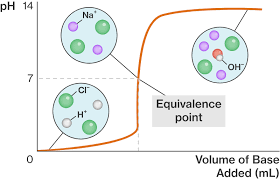 pH
14
Na⁺
OH⁻
7
Cl⁻
H⁺
Equivalence
point
0
Volume of Base
Added (mL)